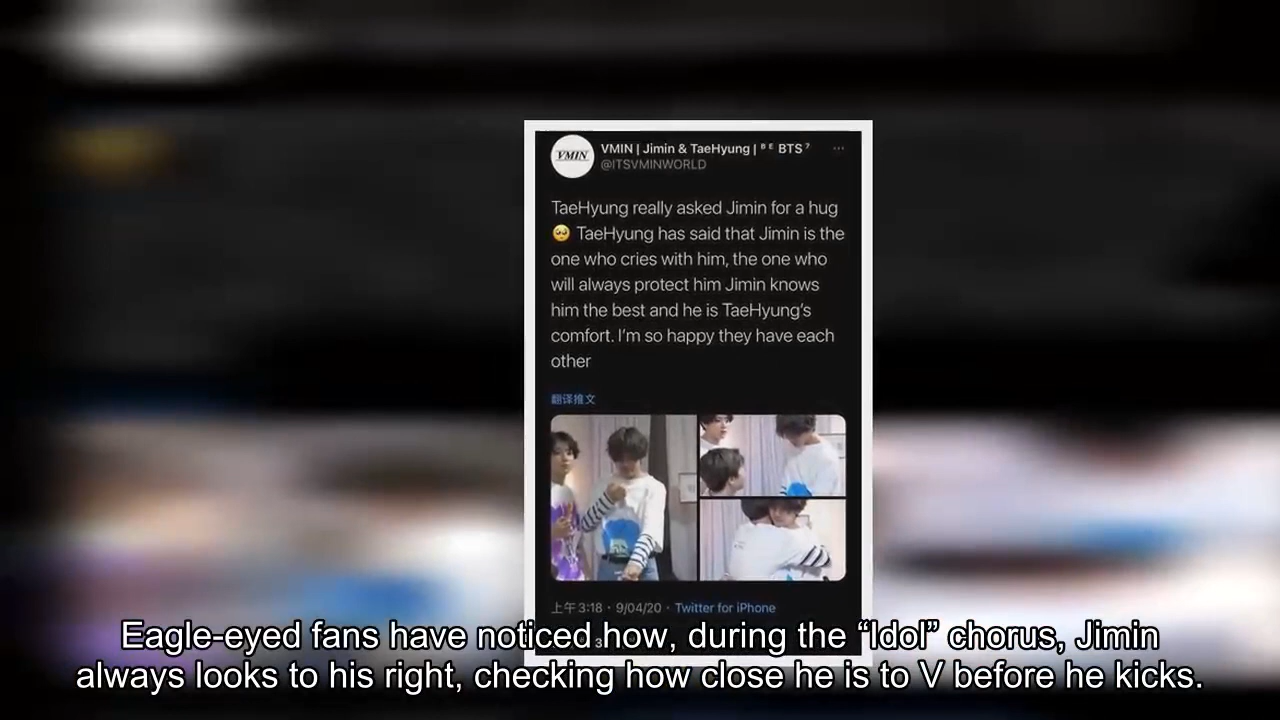 VMIN
VMIN | Jimin & TaeHyung | ᴮ ᴱ BTS ⁷
@ITSVMINWORLD
TaeHyung really asked Jimin for a hug
🥺 TaeHyung has said that Jimin is the
one who cries with him, the one who
will always protect him Jimin knows
him the best and he is TaeHyung's
comfort. I'm so happy they have each
other
翻译推文
上午3:18 · 9/04/20 · Twitter for iPhone
Eagle-eyed fans have noticed how, during the “Idol” chorus, Jimin
always looks to his right, checking how close he is to V before he kicks.